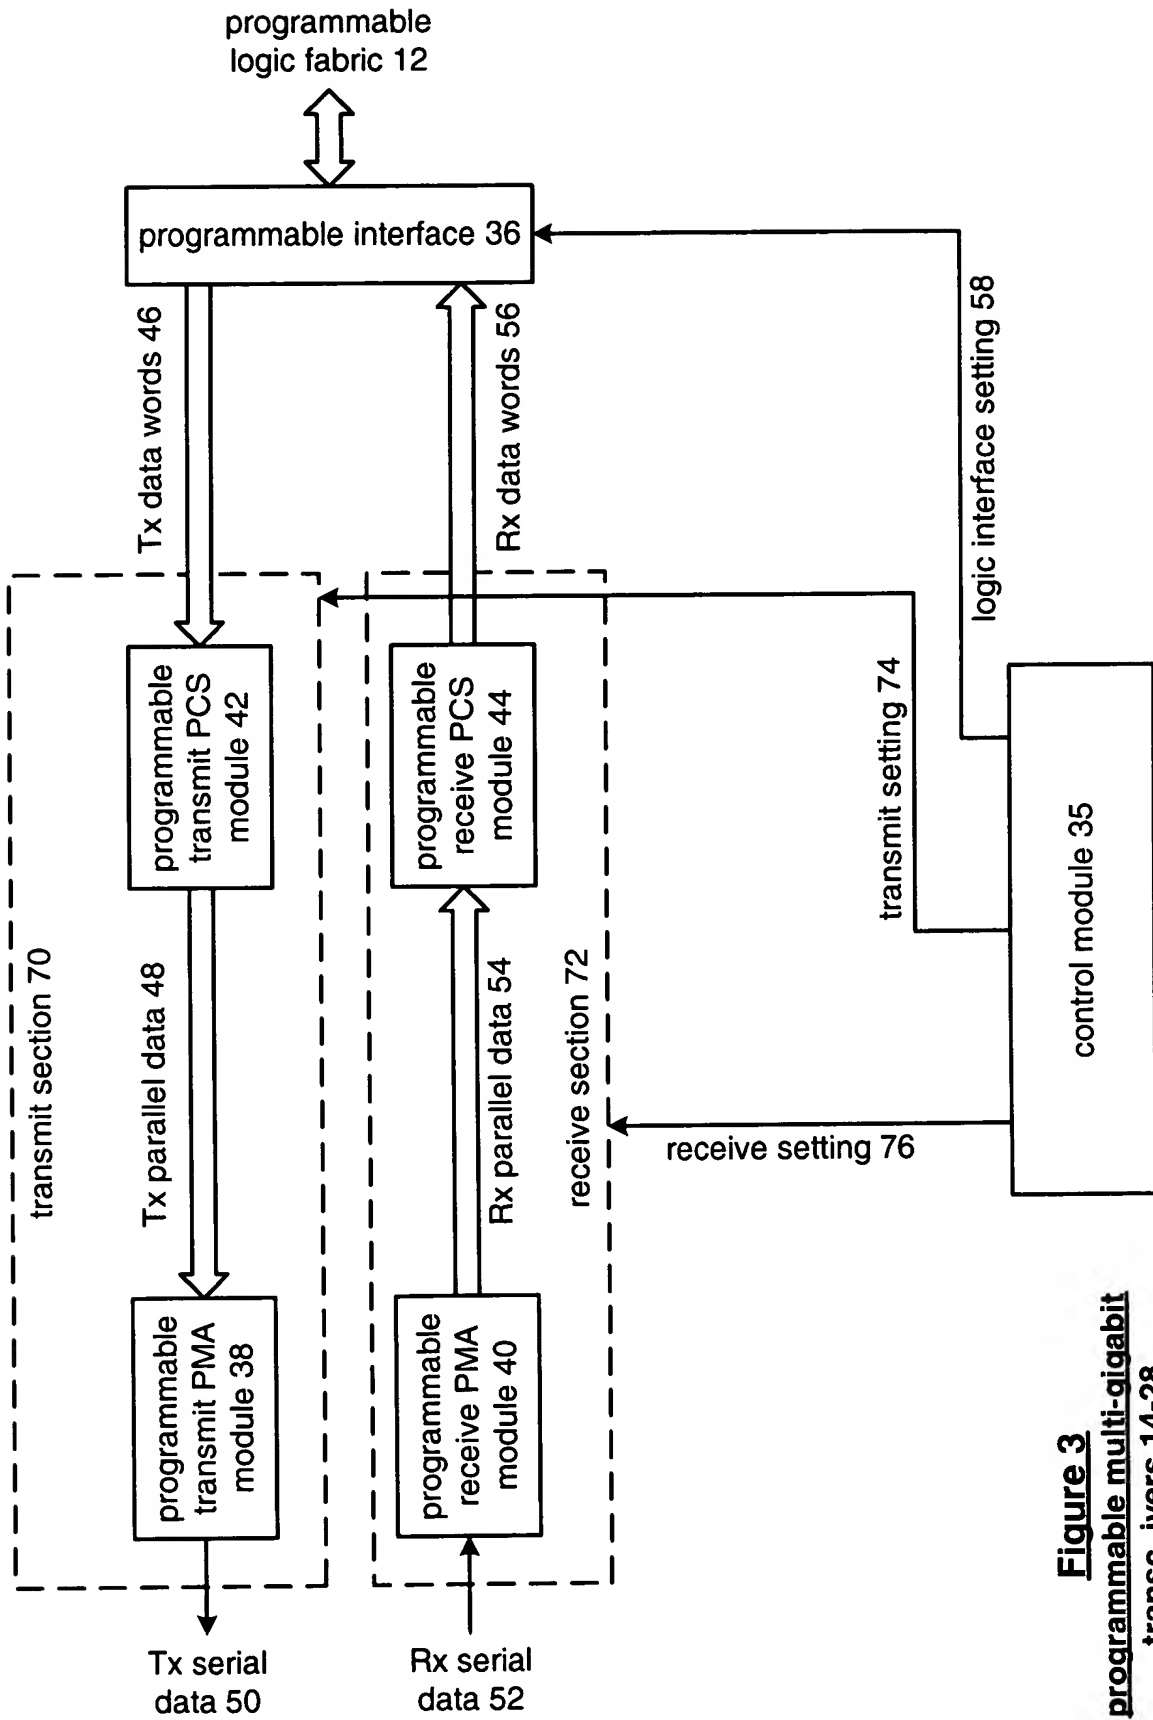 programmable
logic fabric 12
programmable interface 36
Tx data words 46
Rx data words 56
logic interface setting 58
programmable
transmit PCS
module 42
programmable
receive PCS
module 44
transmit setting 74
control module 35
transmit section 70
Tx parallel data 48
Rx parallel data 54
receive section 72
receive setting 76
programmable
transmit PMA
module 38
programmable
receive PMA
module 40
Tx serial
data 50
Rx serial
data 52
Figure 3
programmable multi-gigabit
14-28